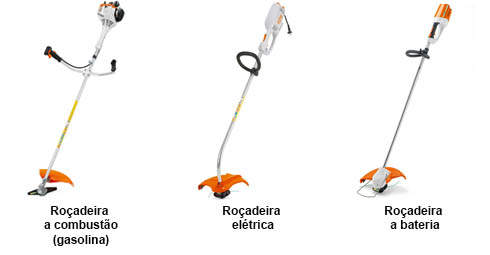 Roçadeira
a combustão
(gasolina)
Roçadeira
elétrica
Roçadeira
a bateria